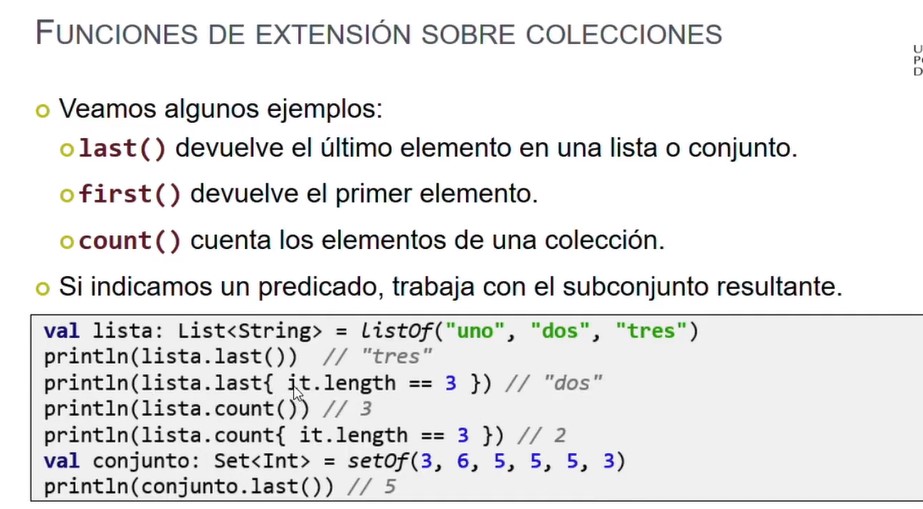 FUNCIONES DE EXTENSIÓN SOBRE COLECCIONES
Veamos algunos ejemplos:
last() devuelve el último elemento en una lista o conjunto.
first() devuelve el primer elemento.
count() cuenta los elementos de una colección.
Si indicamos un predicado, trabaja con el subconjunto resultante.
val lista: List<String> = listOf("uno", "dos", "tres")
println(lista.last()) // "tres"
println(lista.last{ it.length == 3 }) // "dos"
println(lista.count()) // 3
println(lista.count{ it.length == 3 }) // 2
val conjunto: Set<Int> = setOf(3, 6, 5, 5, 5, 3)
println(conjunto.last()) // 5